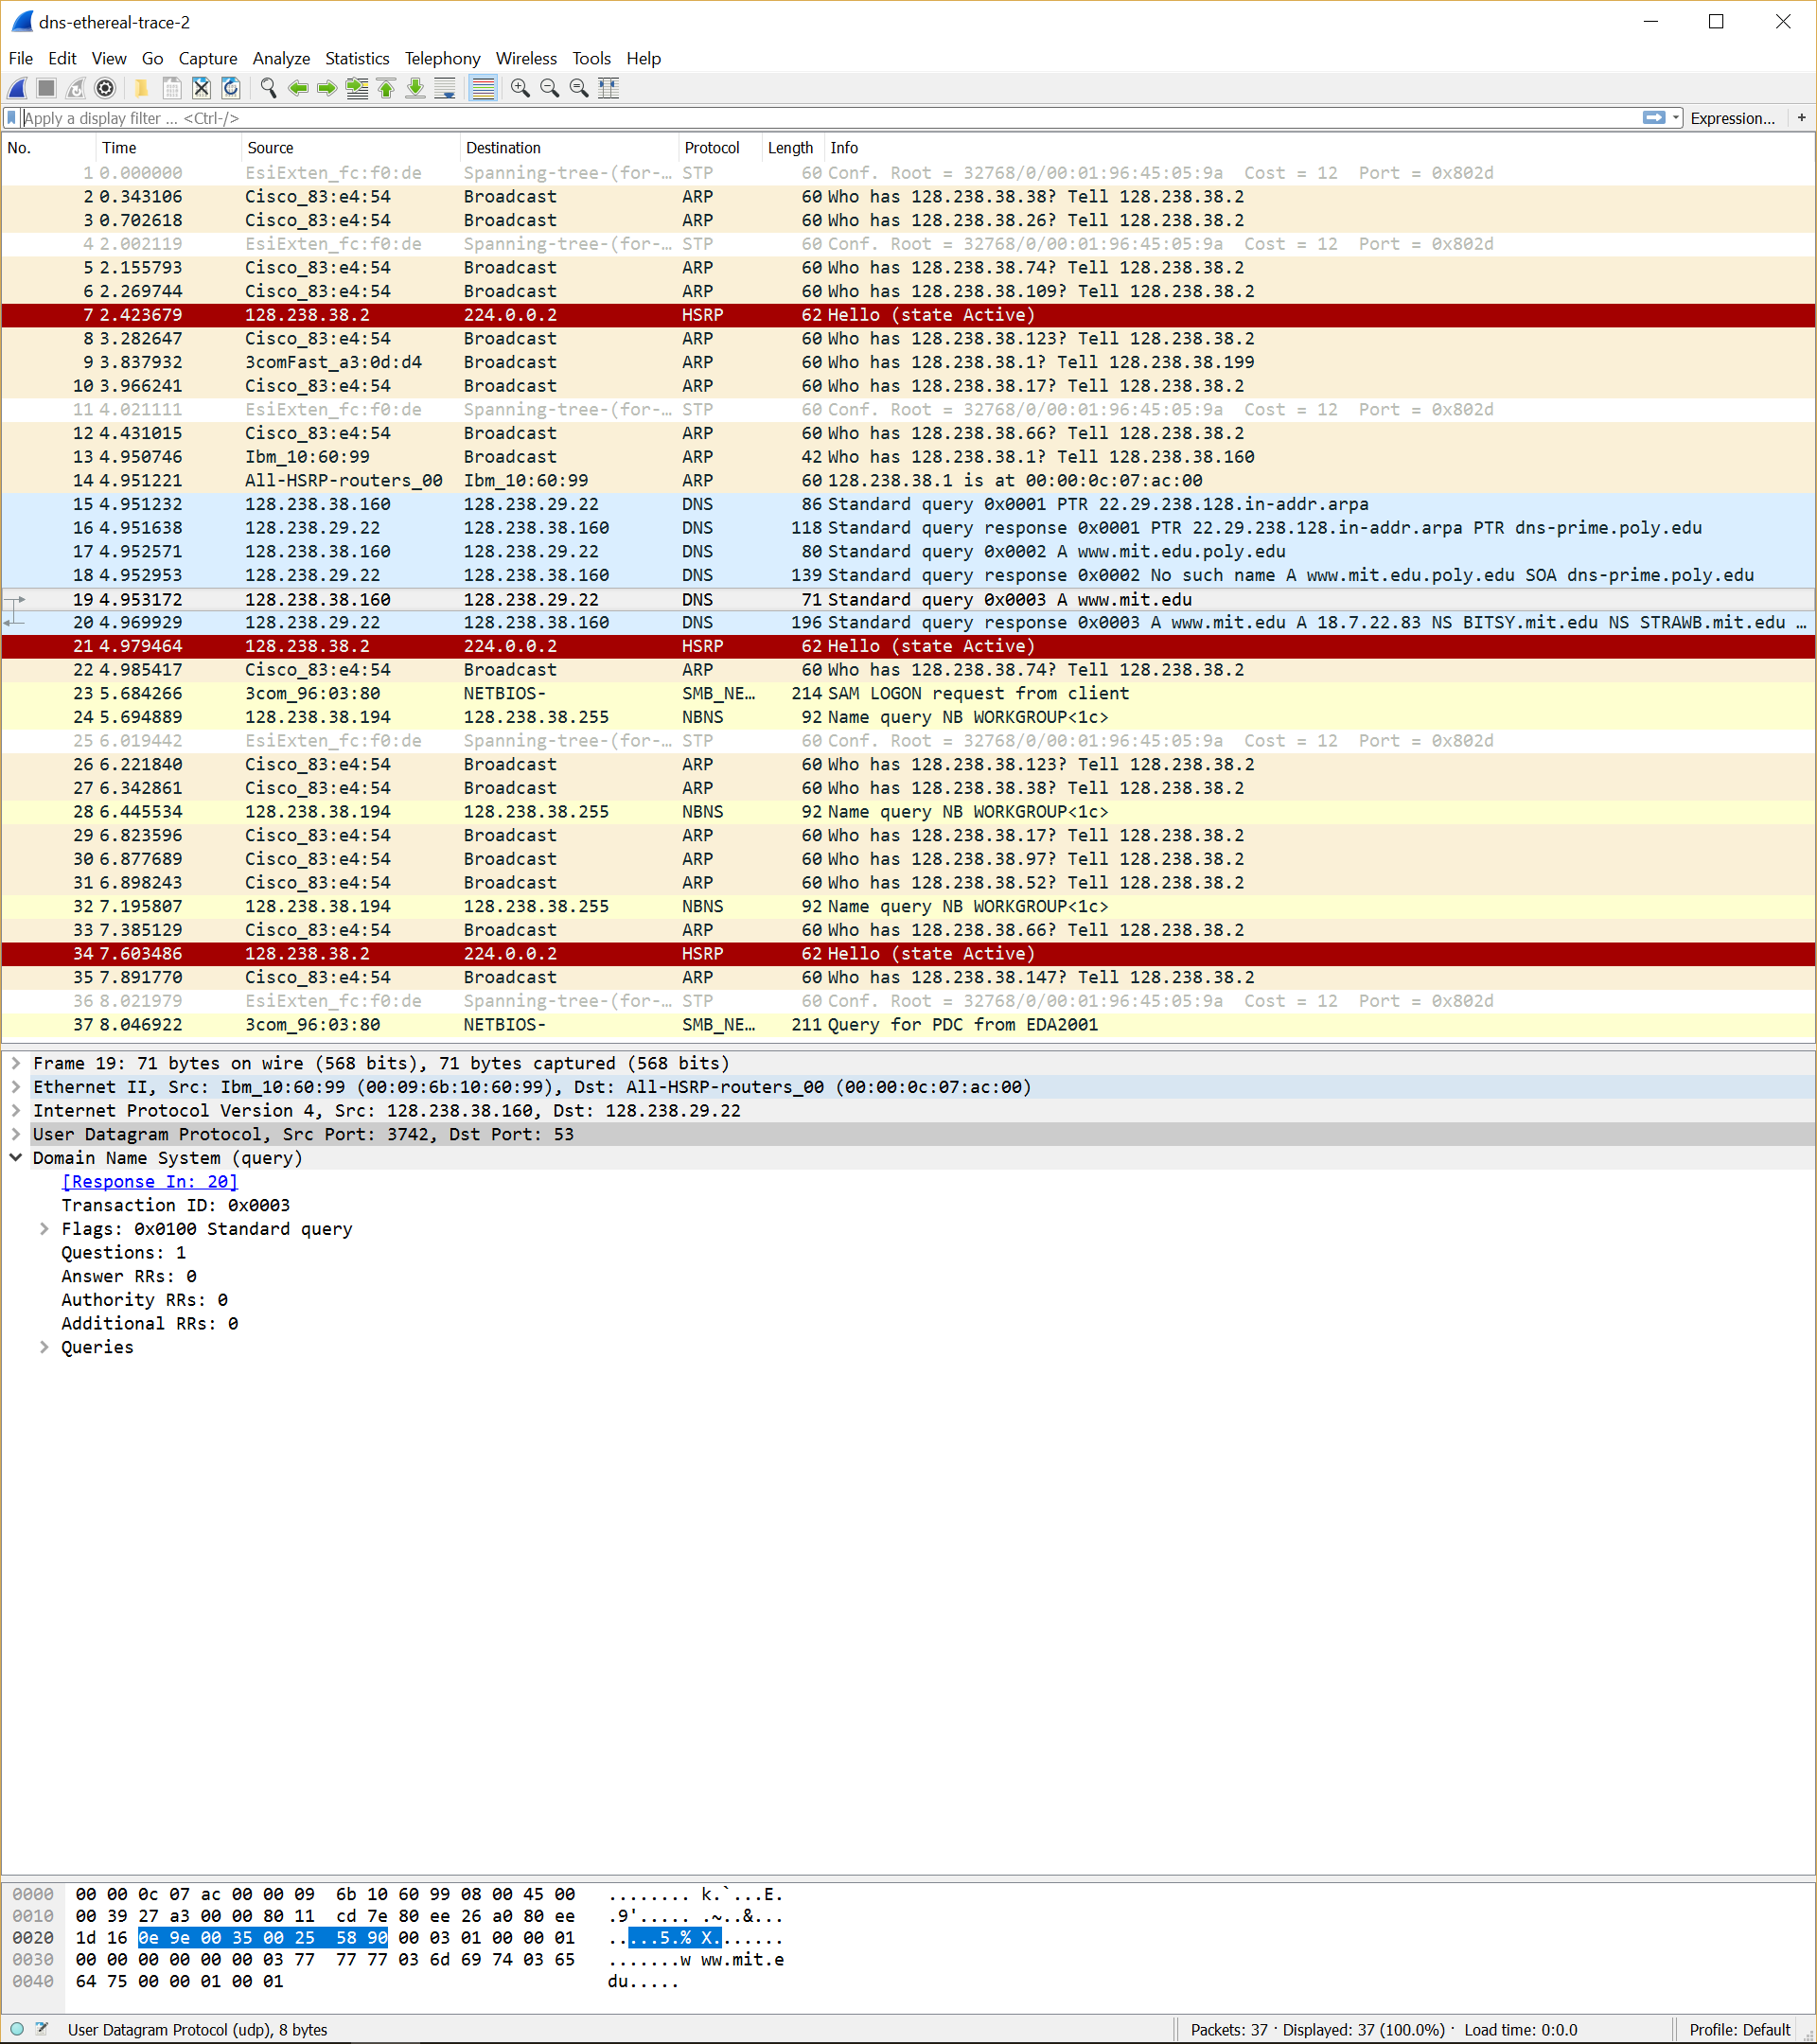 dns-ethereal-trace-2
File Edit View Go Capture Analyze Statistics Telephony Wireless Tools Help
Apply a display filter ... <Ctrl-/> Expression... +
No. Time Source Destination Protocol Length Info
1 0.000000 EsiExten_fc:f0:de Spanning-tree-(for-… STP 60 Conf. Root = 32768/0/00:01:96:45:05:9a Cost = 12 Port = 0x802d
2 0.343106 Cisco_83:e4:54 Broadcast ARP 60 Who has 128.238.38.38? Tell 128.238.38.2
3 0.702618 Cisco_83:e4:54 Broadcast ARP 60 Who has 128.238.38.26? Tell 128.238.38.2
4 2.002119 EsiExten_fc:f0:de Spanning-tree-(for-… STP 60 Conf. Root = 32768/0/00:01:96:45:05:9a Cost = 12 Port = 0x802d
5 2.155793 Cisco_83:e4:54 Broadcast ARP 60 Who has 128.238.38.74? Tell 128.238.38.2
6 2.269744 Cisco_83:e4:54 Broadcast ARP 60 Who has 128.238.38.109? Tell 128.238.38.2
7 2.423679 128.238.38.2 224.0.0.2 HSRP 62 Hello (state Active)
8 3.282647 Cisco_83:e4:54 Broadcast ARP 60 Who has 128.238.38.123? Tell 128.238.38.2
9 3.837932 3comFast_a3:0d:d4 Broadcast ARP 60 Who has 128.238.38.1? Tell 128.238.38.199
10 3.966241 Cisco_83:e4:54 Broadcast ARP 60 Who has 128.238.38.17? Tell 128.238.38.2
11 4.021111 EsiExten_fc:f0:de Spanning-tree-(for-… STP 60 Conf. Root = 32768/0/00:01:96:45:05:9a Cost = 12 Port = 0x802d
12 4.431015 Cisco_83:e4:54 Broadcast ARP 60 Who has 128.238.38.66? Tell 128.238.38.2
13 4.950746 Ibm_10:60:99 Broadcast ARP 42 Who has 128.238.38.1? Tell 128.238.38.160
14 4.951221 All-HSRP-routers_00 Ibm_10:60:99 ARP 60 128.238.38.1 is at 00:00:0c:07:ac:00
15 4.951232 128.238.38.160 128.238.29.22 DNS 86 Standard query 0x0001 PTR 22.29.238.128.in-addr.arpa
16 4.951638 128.238.29.22 128.238.38.160 DNS 118 Standard query response 0x0001 PTR 22.29.238.128.in-addr.arpa PTR dns-prime.poly.edu
17 4.952571 128.238.38.160 128.238.29.22 DNS 80 Standard query 0x0002 A www.mit.edu.poly.edu
18 4.952953 128.238.29.22 128.238.38.160 DNS 139 Standard query response 0x0002 No such name A www.mit.edu.poly.edu SOA dns-prime.poly.edu
19 4.953172 128.238.38.160 128.238.29.22 DNS 71 Standard query 0x0003 A www.mit.edu
20 4.969929 128.238.29.22 128.238.38.160 DNS 196 Standard query response 0x0003 A www.mit.edu A 18.7.22.83 NS BITSY.mit.edu NS STRAWB.mit.edu …
21 4.979464 128.238.38.2 224.0.0.2 HSRP 62 Hello (state Active)
22 4.985417 Cisco_83:e4:54 Broadcast ARP 60 Who has 128.238.38.74? Tell 128.238.38.2
23 5.684266 3com_96:03:80 NETBIOS- SMB_NE… 214 SAM LOGON request from client
24 5.694889 128.238.38.194 128.238.38.255 NBNS 92 Name query NB WORKGROUP<1c>
25 6.019442 EsiExten_fc:f0:de Spanning-tree-(for-… STP 60 Conf. Root = 32768/0/00:01:96:45:05:9a Cost = 12 Port = 0x802d
26 6.221840 Cisco_83:e4:54 Broadcast ARP 60 Who has 128.238.38.123? Tell 128.238.38.2
27 6.342861 Cisco_83:e4:54 Broadcast ARP 60 Who has 128.238.38.38? Tell 128.238.38.2
28 6.445534 128.238.38.194 128.238.38.255 NBNS 92 Name query NB WORKGROUP<1c>
29 6.823596 Cisco_83:e4:54 Broadcast ARP 60 Who has 128.238.38.17? Tell 128.238.38.2
30 6.877689 Cisco_83:e4:54 Broadcast ARP 60 Who has 128.238.38.97? Tell 128.238.38.2
31 6.898243 Cisco_83:e4:54 Broadcast ARP 60 Who has 128.238.38.52? Tell 128.238.38.2
32 7.195807 128.238.38.194 128.238.38.255 NBNS 92 Name query NB WORKGROUP<1c>
33 7.385129 Cisco_83:e4:54 Broadcast ARP 60 Who has 128.238.38.66? Tell 128.238.38.2
34 7.603486 128.238.38.2 224.0.0.2 HSRP 62 Hello (state Active)
35 7.891770 Cisco_83:e4:54 Broadcast ARP 60 Who has 128.238.38.147? Tell 128.238.38.2
36 8.021979 EsiExten_fc:f0:de Spanning-tree-(for-… STP 60 Conf. Root = 32768/0/00:01:96:45:05:9a Cost = 12 Port = 0x802d
37 8.046922 3com_96:03:80 NETBIOS- SMB_NE… 211 Query for PDC from EDA2001
Frame 19: 71 bytes on wire (568 bits), 71 bytes captured (568 bits)
Ethernet II, Src: Ibm_10:60:99 (00:09:6b:10:60:99), Dst: All-HSRP-routers_00 (00:00:0c:07:ac:00)
Internet Protocol Version 4, Src: 128.238.38.160, Dst: 128.238.29.22
User Datagram Protocol, Src Port: 3742, Dst Port: 53
Domain Name System (query)
[Response In: 20]
Transaction ID: 0x0003
Flags: 0x0100 Standard query
Questions: 1
Answer RRs: 0
Authority RRs: 0
Additional RRs: 0
Queries
0000 00 00 0c 07 ac 00 00 09 6b 10 60 99 08 00 45 00 ........ k.`...E.
0010 00 39 27 a3 00 00 80 11 cd 7e 80 ee 26 a0 80 ee .9'..... .~..&...
0020 1d 16 0e 9e 00 35 00 25 58 90 00 03 01 00 00 01 .....5.% X.......
0030 00 00 00 00 00 00 03 77 77 77 03 6d 69 74 03 65 .......w ww.mit.e
0040 64 75 00 00 01 00 01 du.....
User Datagram Protocol (udp), 8 bytes Packets: 37 · Displayed: 37 (100.0%) · Load time: 0:0.0 Profile: Default